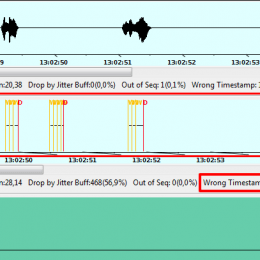 9 13:02:50 13:02:51 13:02:52 13:02:53
n:20,38 Drop by Jitter Buff:0(0,0%) Out of Seq: 1(0,1%) Wrong Timestamp: 1
D D D
13:02:50 13:02:51 13:02:52 13:02:53
n:28,14 Drop by Jitter Buff:468(56,9%) Out of Seq: 0(0,0%) Wrong Timestam